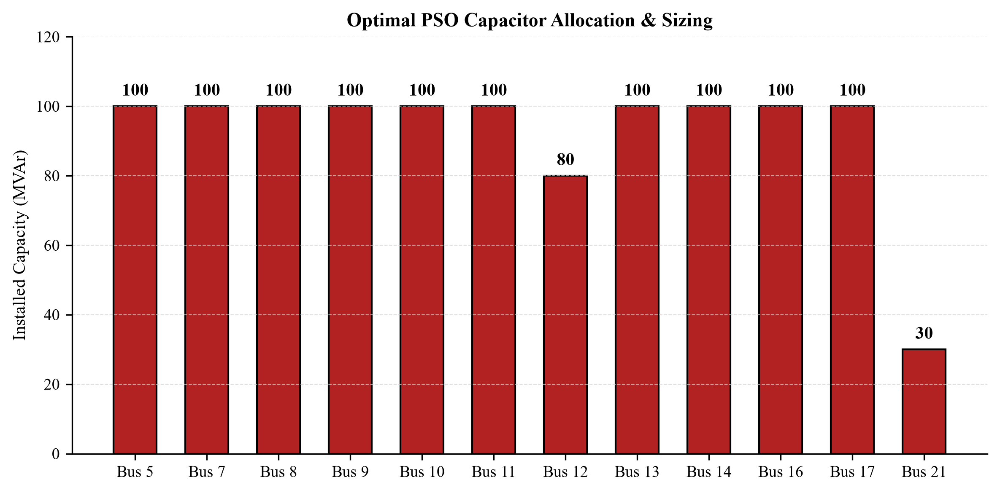 Optimal PSO Capacitor Allocation & Sizing
Installed Capacity (MVAr)
120
100
80
60
40
20
0
100 100 100 100 100 100 80 100 100 100 100 30
Bus 5 Bus 7 Bus 8 Bus 9 Bus 10 Bus 11 Bus 12 Bus 13 Bus 14 Bus 16 Bus 17 Bus 21